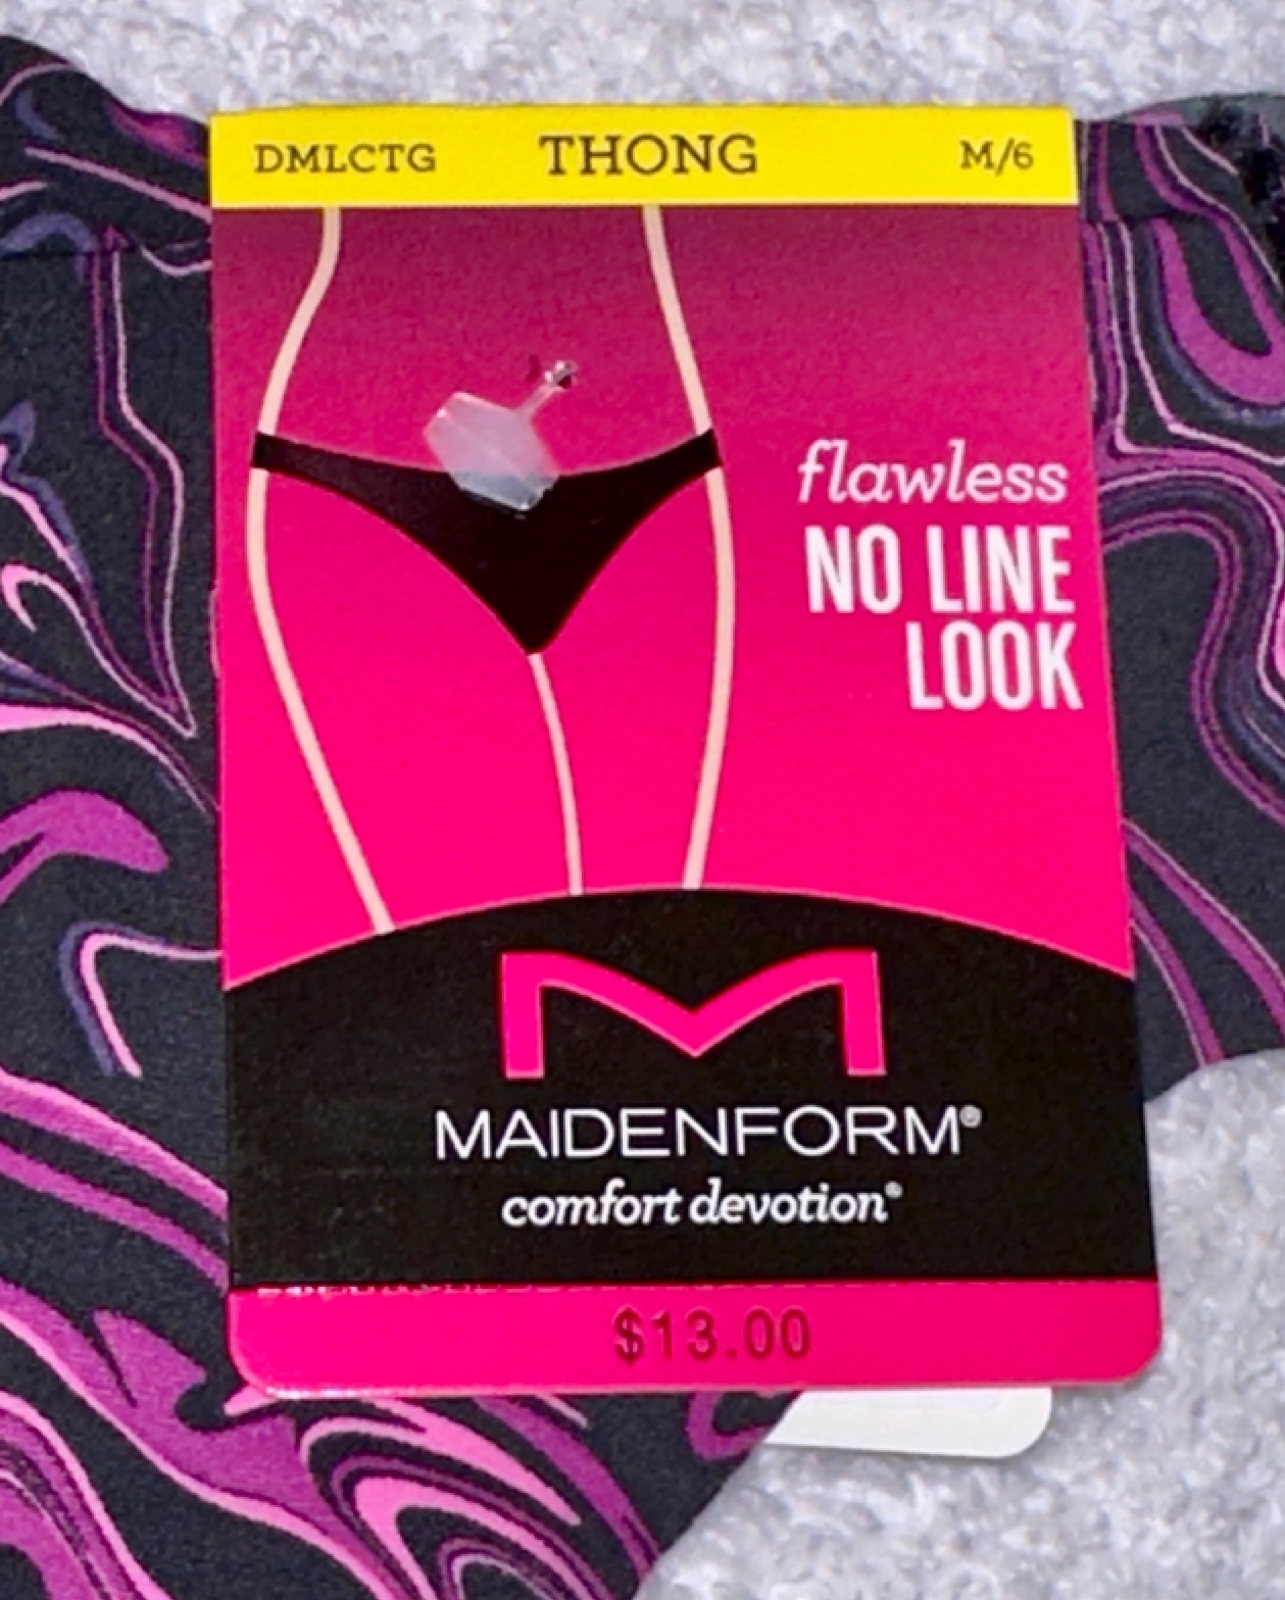 DMLCTG THONG M/6
flawless
NO LINE
LOOK
MAIDENFORM®
comfort devotion®
$13.00